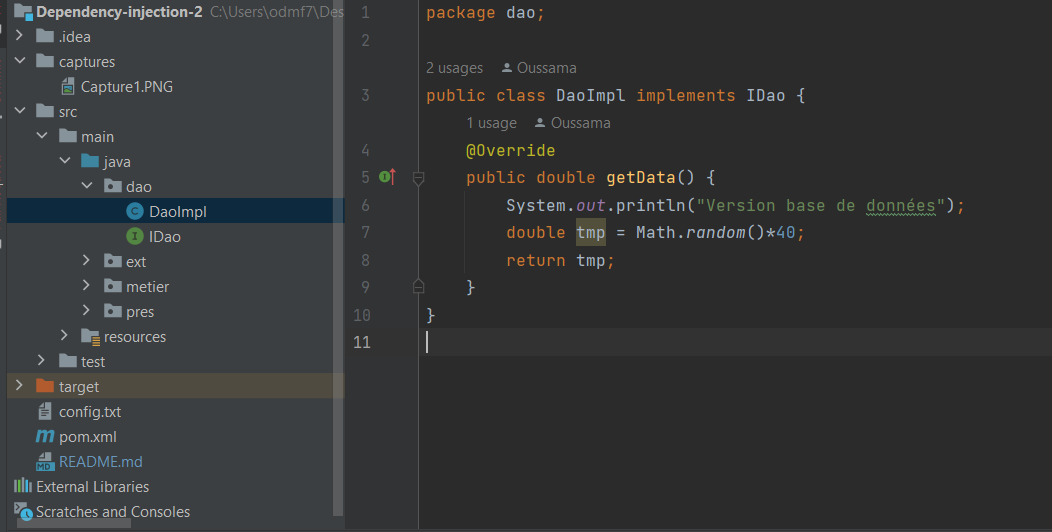 Dependency-injection-2 C:\Users\odmf7\Des
.idea
captures
Capture1.PNG
src
main
java
dao
DaoImpl
IDao
ext
metier
pres
resources
test
target
config.txt
pom.xml
README.md
External Libraries
Scratches and Consoles
1 package dao;
2
2 usages Oussama
3 public class DaoImpl implements IDao {
1 usage Oussama
4 @Override
5 public double getData() {
6 System.out.println("Version base de données");
7 double tmp = Math.random()*40;
8 return tmp;
9 }
10 }
11